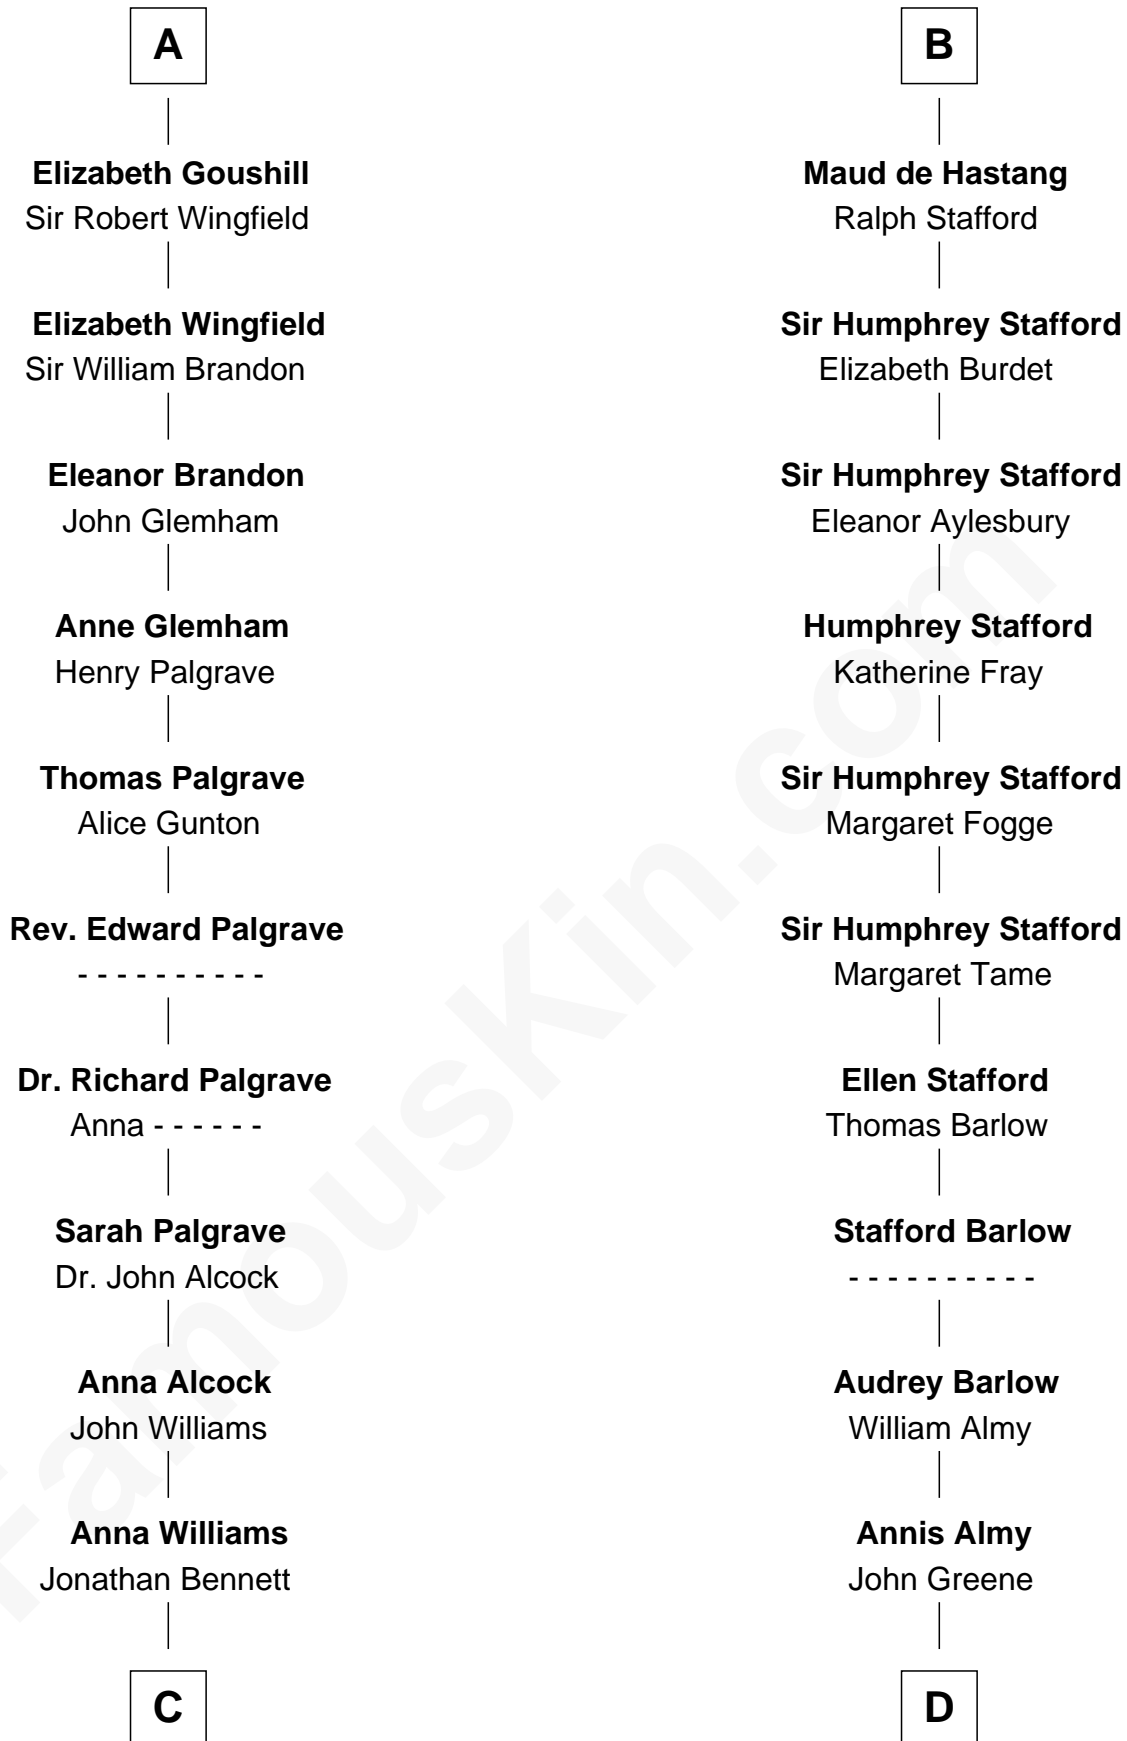 A
Elizabeth Goushill
Sir Robert Wingfield
Elizabeth Wingfield
Sir William Brandon
Eleanor Brandon
John Glemham
Anne Glemham
Henry Palgrave
Thomas Palgrave
Alice Gunton
Rev. Edward Palgrave
- - - - - - - - - -
Dr. Richard Palgrave
Anna - - - - - -
Sarah Palgrave
Dr. John Alcock
Anna Alcock
John Williams
Anna Williams
Jonathan Bennett
C
B
Maud de Hastang
Ralph Stafford
Sir Humphrey Stafford
Elizabeth Burdet
Sir Humphrey Stafford
Eleanor Aylesbury
Humphrey Stafford
Katherine Fray
Sir Humphrey Stafford
Margaret Fogge
Sir Humphrey Stafford
Margaret Tame
Ellen Stafford
Thomas Barlow
Stafford Barlow
- - - - - - - - - -
Audrey Barlow
William Almy
Annis Almy
John Greene
D
FamousKin.com